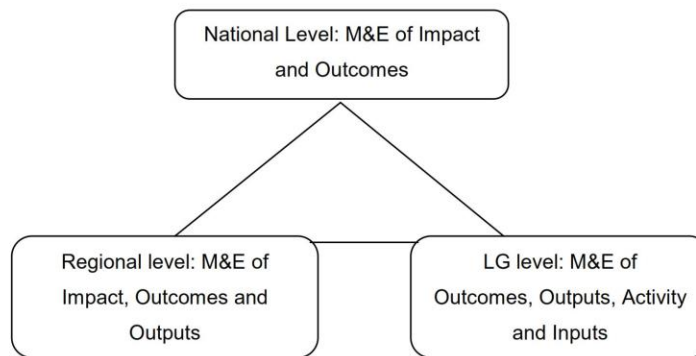 National Level: M&E of Impact
and Outcomes
Regional level: M&E of
Impact, Outcomes and
Outputs
LG level: M&E of
Outcomes, Outputs, Activity
and Inputs